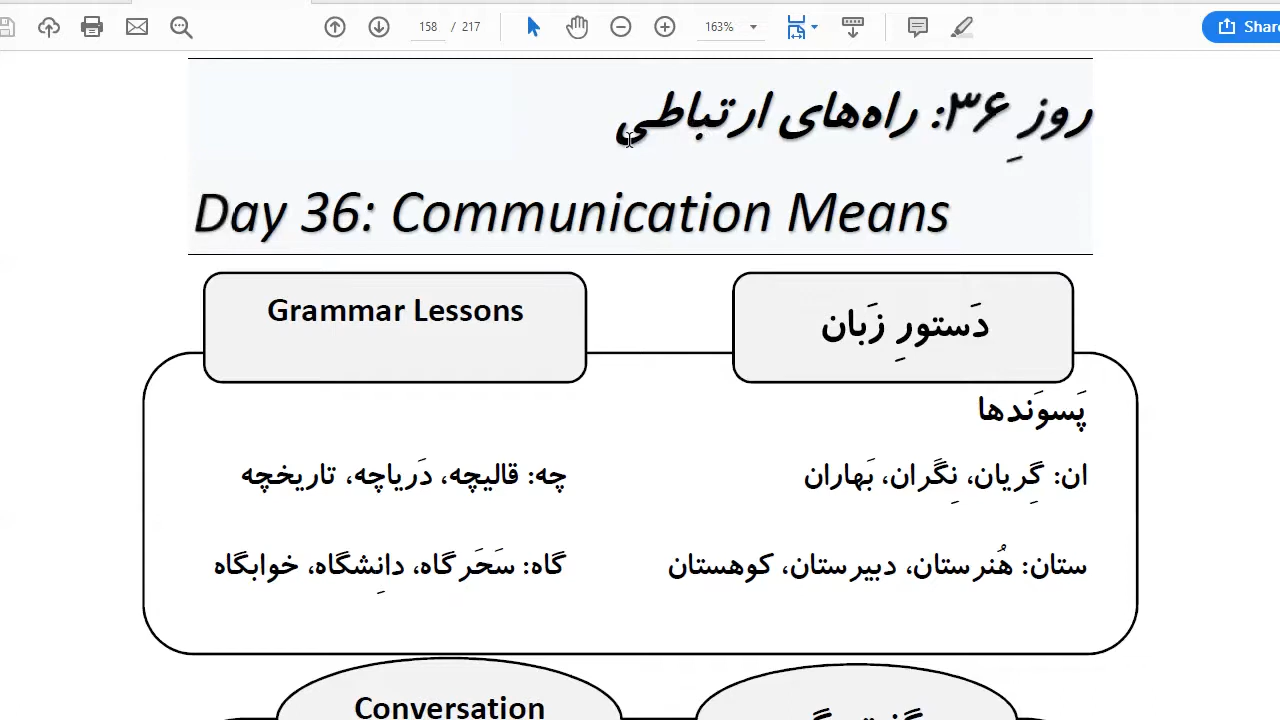 158 / 217
163%
Share
روزِ ۳۶: راه‌های ارتباطی
Day 36: Communication Means
Grammar Lessons
دَستورِ زَبان
پَسوَندها
ان: گِریان، نِگَران، بَهاران
چه: قالیچه، دَریاچه، تاریخچه
ستان: هُنرستان، دبیرستان، کوهستان
گاه: سَحَرگاه، دانِشگاه، خوابگاه
Conversation